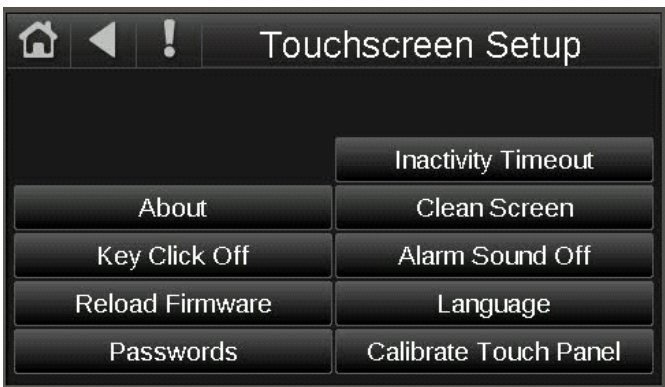 Touchscreen Setup
Inactivity Timeout
About
Clean Screen
Key Click Off
Alarm Sound Off
Reload Firmware
Language
Passwords
Calibrate Touch Panel